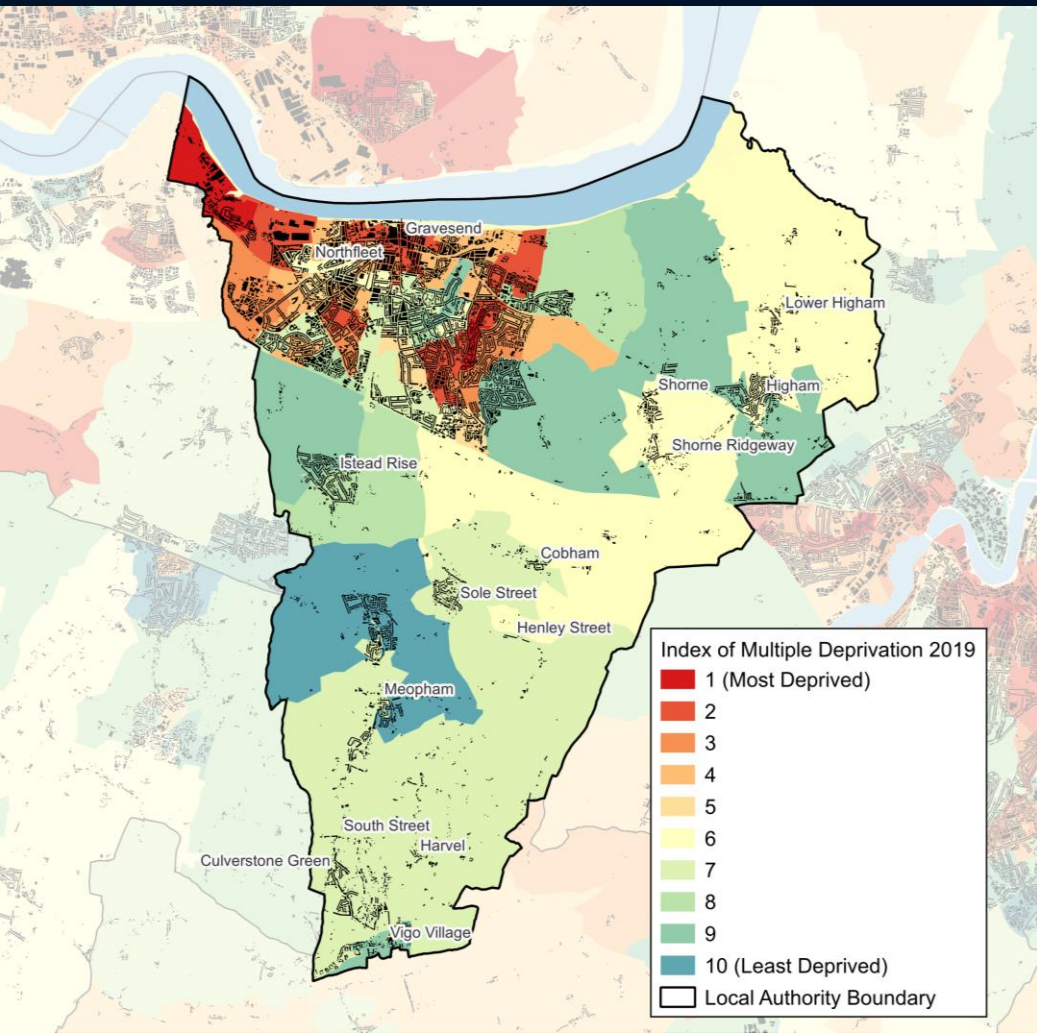 Gravesend
Northfleet
Lower Higham
Shorne
Higham
Shorne Ridgeway
Istead Rise
Cobham
Sole Street
Henley Street
Meopham
South Street
Harvel
Culverstone Green
Vigo Village
Index of Multiple Deprivation 2019
1 (Most Deprived)
2
3
4
5
6
7
8
9
10 (Least Deprived)
Local Authority Boundary